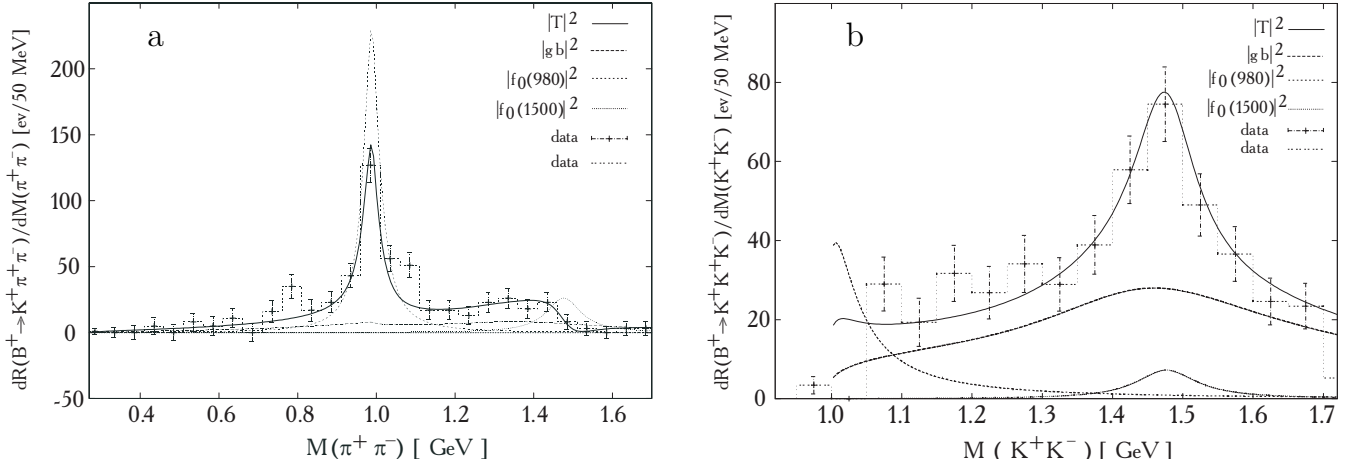 a
|T|²
|gb|²
|f₀(980)|²
|f₀(1500)|²
data
data
dR(B⁺→K⁺π⁺π⁻)/dM(π⁺π⁻) [ev/50 MeV]
200
150
100
50
0
-50
0.4 0.6 0.8 1.0 1.2 1.4 1.6
M(π⁺ π⁻) [ GeV ]
b
|T|²
|gb|²
|f₀(980)|²
|f₀(1500)|²
data
data
dR(B⁺→K⁺K⁺K⁻)/dM(K⁺K⁻) [ev/50 MeV]
80
60
40
20
0
1.0 1.1 1.2 1.3 1.4 1.5 1.6 1.7
M ( K⁺K⁻) [ GeV ]